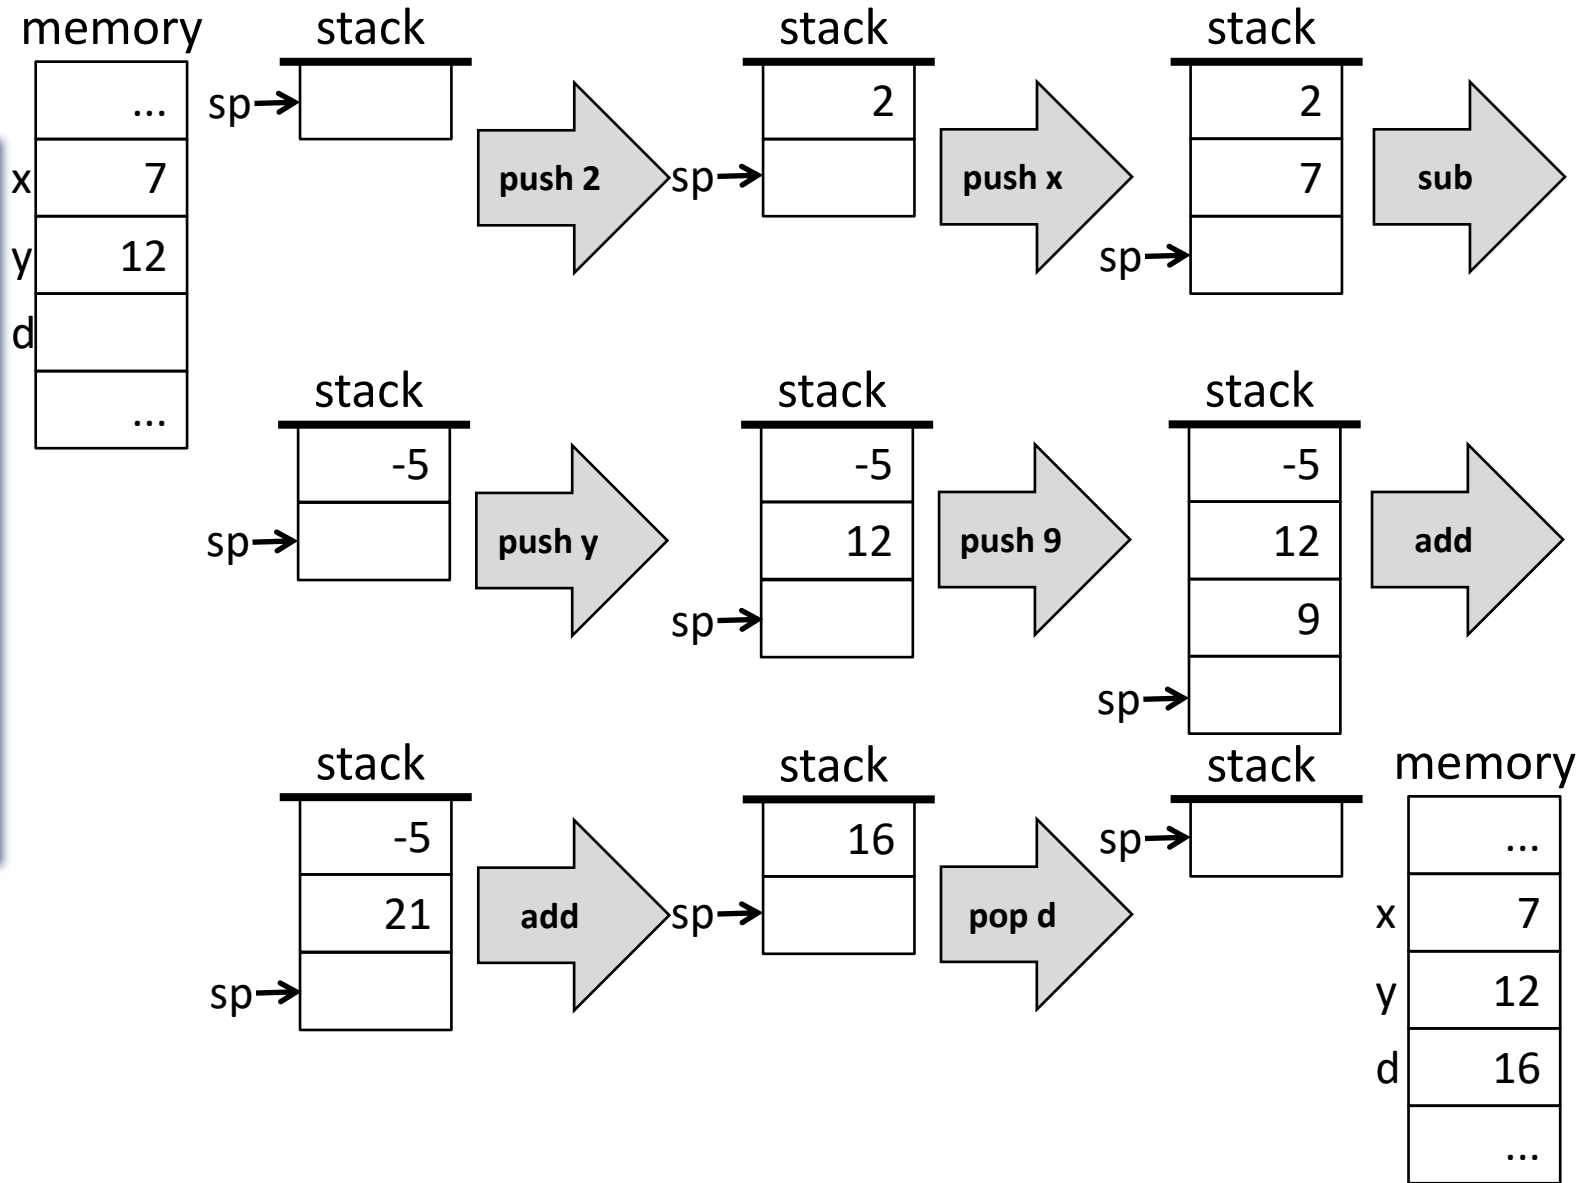 memory stack stack stack
...
x 7
y 12
d
...
sp
push 2
2
sp
push x
2
7
sp
sub
stack stack stack
-5
sp
push y
-5
12
sp
push 9
-5
12
9
sp
add
stack stack stack memory
-5
21
sp
add
16
sp
pop d
sp
...
x 7
y 12
d 16
...